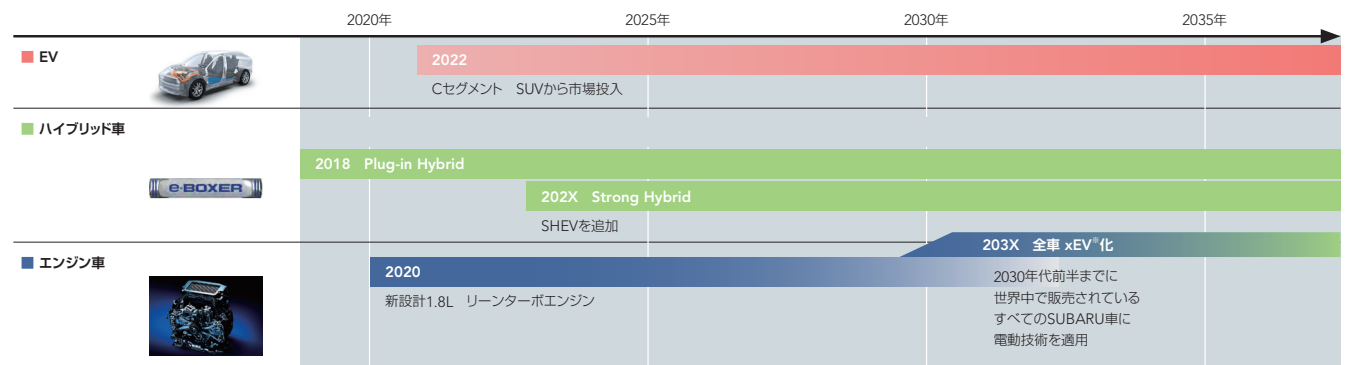 2020年 2025年 2030年 2035年
EV
2022
Cセグメント SUVから市場投入
ハイブリッド車
2018 Plug-in Hybrid
e-BOXER
202X Strong Hybrid
SHEVを追加
203X 全車 xEV※化
エンジン車
2020
新設計1.8L リーンターボエンジン
2030年代前半までに
世界中で販売されている
すべてのSUBARU車に
電動技術を適用